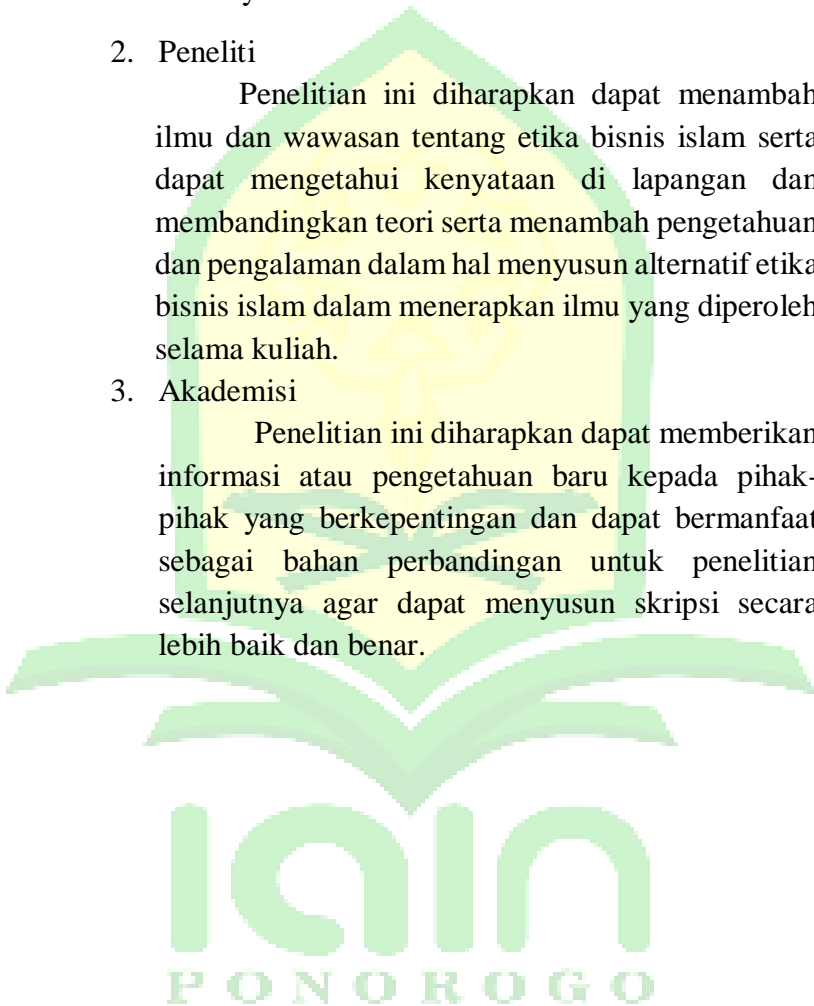 2. Peneliti
Penelitian ini diharapkan dapat menambah
ilmu dan wawasan tentang etika bisnis islam serta
dapat mengetahui kenyataan di lapangan dan
membandingkan teori serta menambah pengetahuan
dan pengalaman dalam hal menyusun alternatif etika
bisnis islam dalam menerapkan ilmu yang diperoleh
selama kuliah.
3. Akademisi
Penelitian ini diharapkan dapat memberikan
informasi atau pengetahuan baru kepada pihak-
pihak yang berkepentingan dan dapat bermanfaat
sebagai bahan perbandingan untuk penelitian
selanjutnya agar dapat menyusun skripsi secara
lebih baik dan benar.
iain
PONOROGO